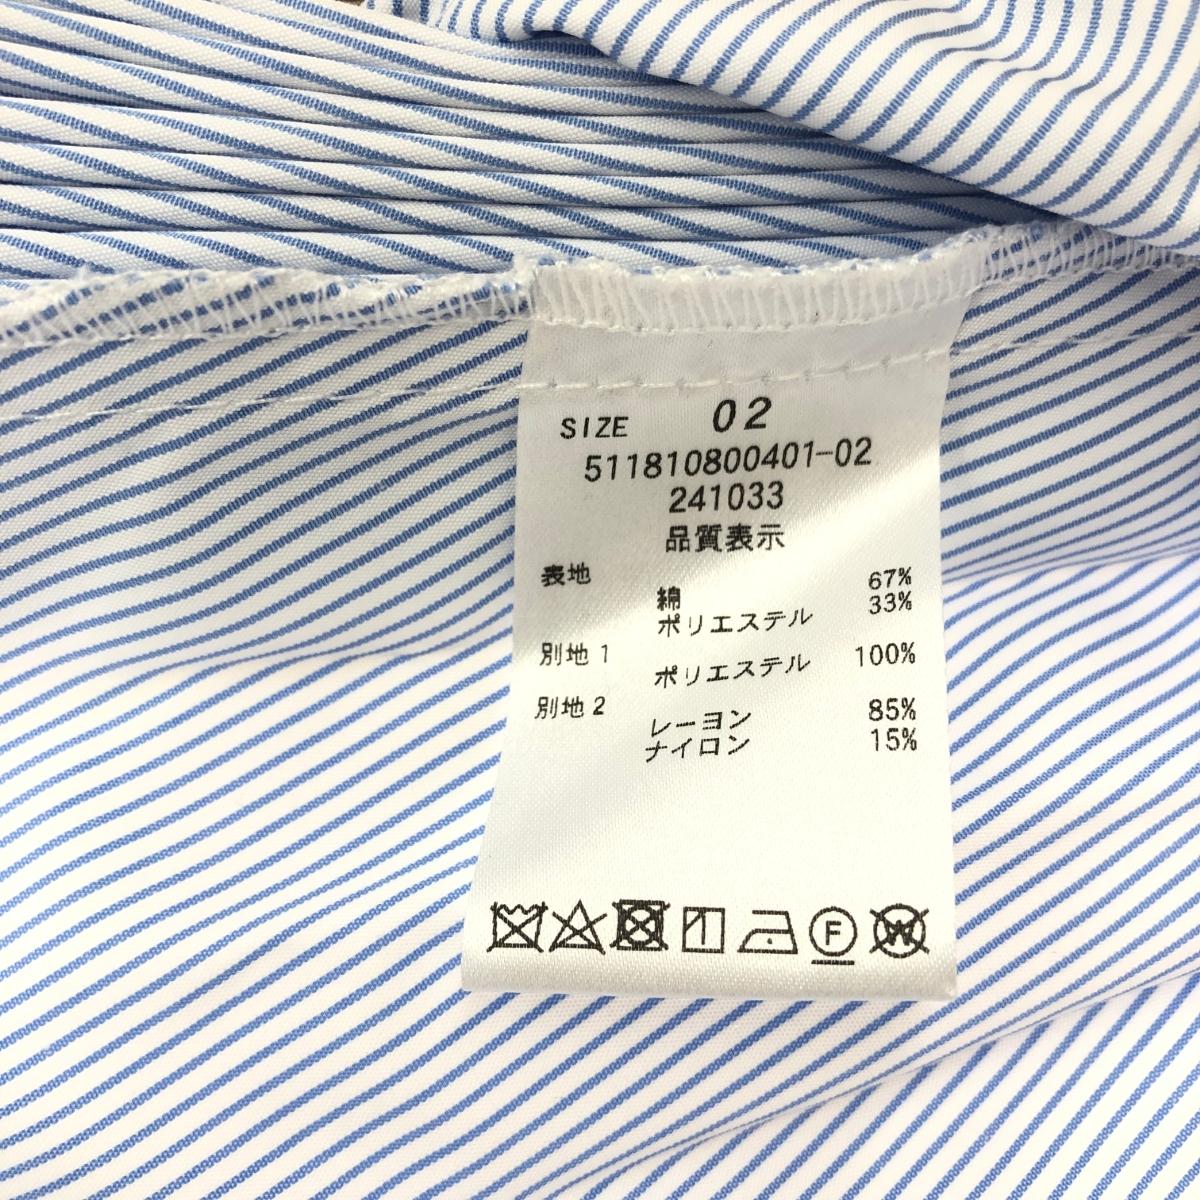 SIZE 02
511810800401-02
241033
品質表示
表地
綿 67%
ポリエステル 33%
別地1 ポリエステル 100%
別地2 レーヨン 85%
ナイロン 15%
F W